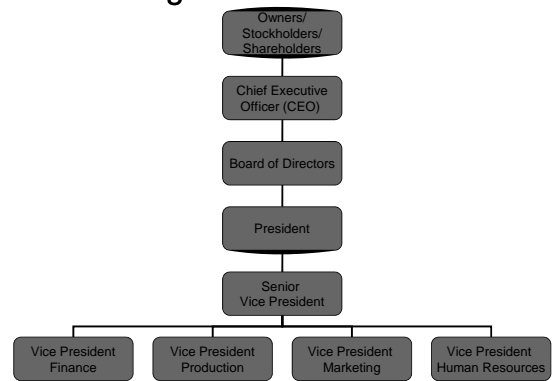 Owners/
Stockholders/
Shareholders
Chief Executive
Officer (CEO)
Board of Directors
President
Senior
Vice President
Vice President
Finance
Vice President
Production
Vice President
Marketing
Vice President
Human Resources